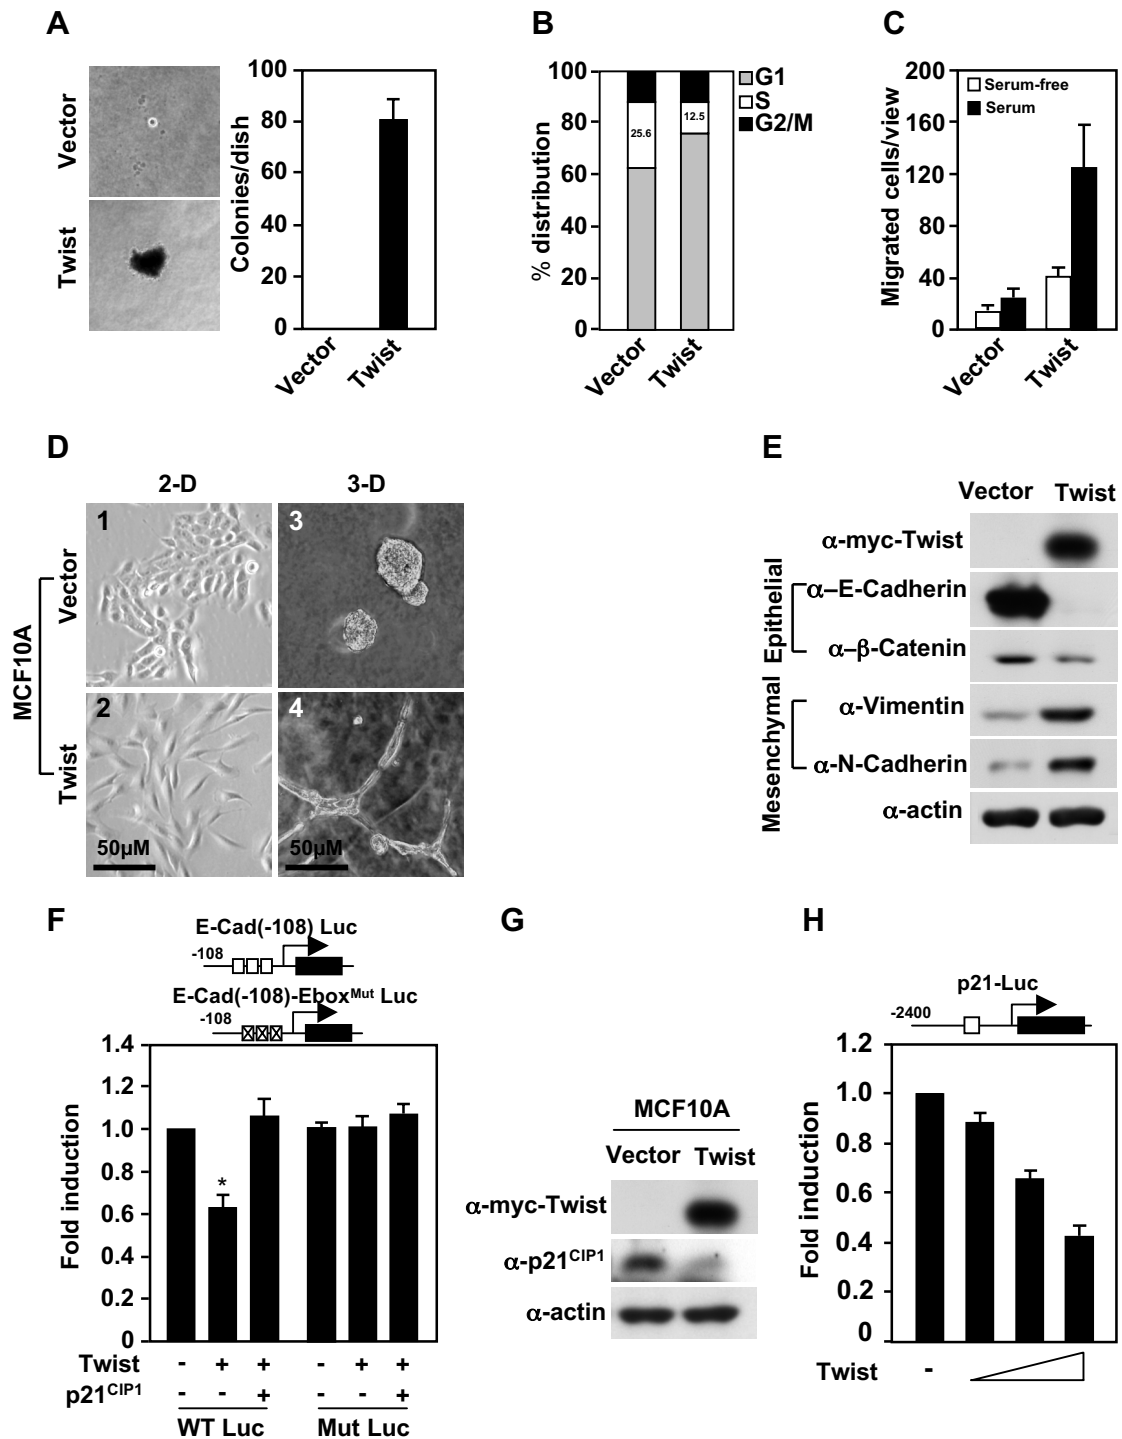 A
Vector
Twist
Colonies/dish
100
80
60
40
20
0
Vector
Twist
B
% distribution
100
80
60
40
20
0
25.6
12.5
G1
S
G2/M
Vector
Twist
C
Migrated cells/view
200
160
120
80
40
0
Serum-free
Serum
Vector
Twist
D
2-D
3-D
MCF10A
Vector
Twist
1
3
2
4
50µM
50µM
E
Vector
Twist
Epithelial
Mesenchymal
α-myc-Twist
α–E-Cadherin
α–β-Catenin
α-Vimentin
α-N-Cadherin
α-actin
F
E-Cad(-108) Luc
-108
E-Cad(-108)-Ebox^Mut Luc
-108
Fold induction
1.4
1.2
1.0
0.8
0.6
0.4
0.2
0
*
Twist - + + - + +
p21^CIP1 - - + - - +
WT Luc
Mut Luc
G
MCF10A
Vector
Twist
α-myc-Twist
α-p21^CIP1
α-actin
H
p21-Luc
-2400
Fold induction
1.2
1.0
0.8
0.6
0.4
0.2
0
Twist -